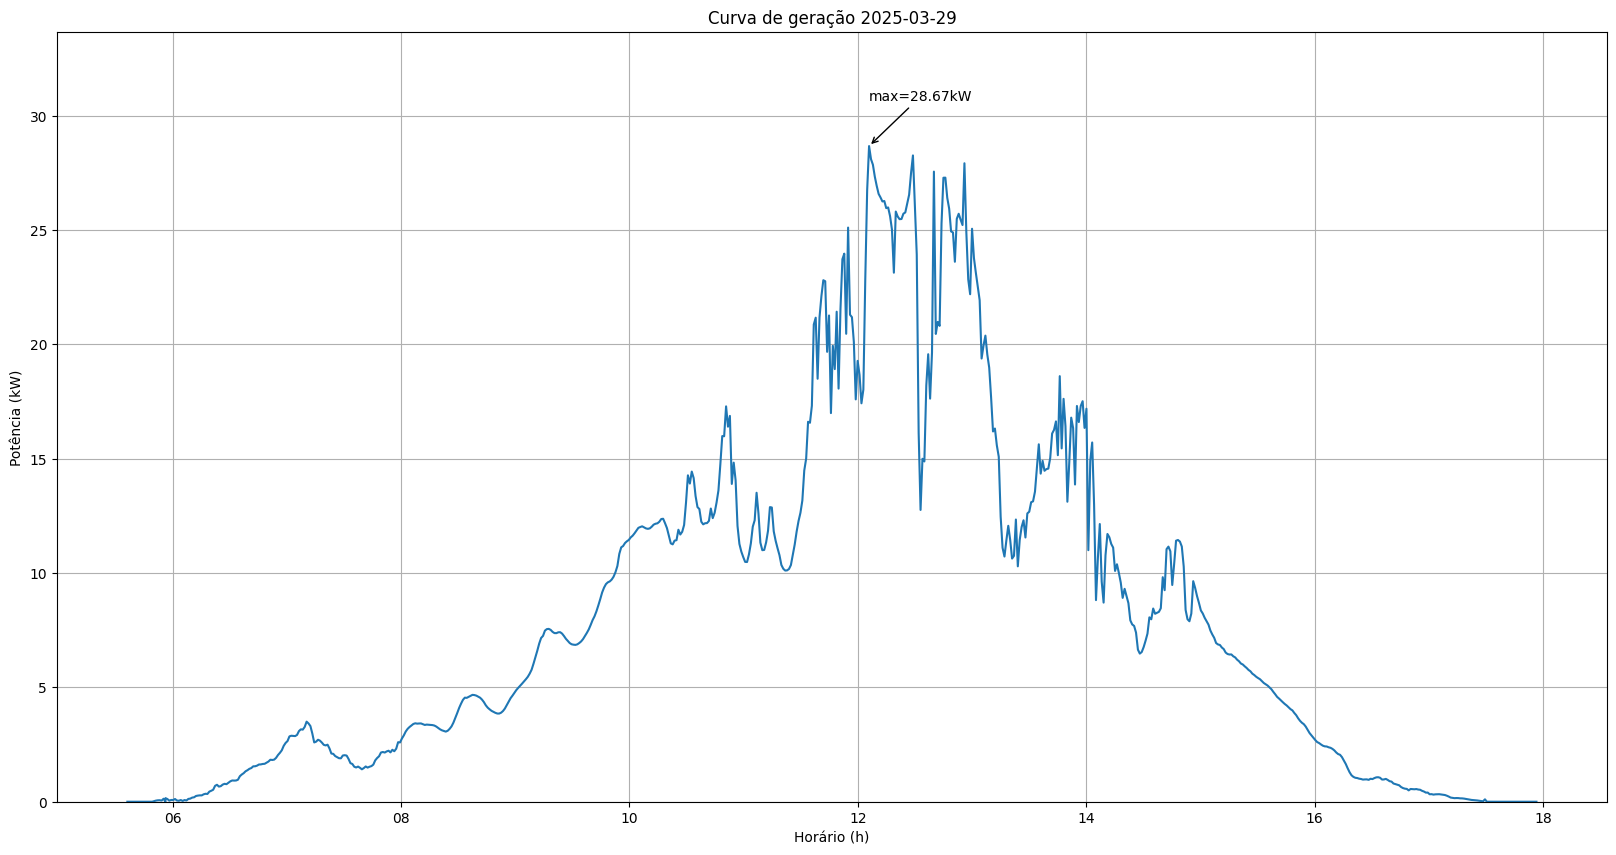 Curva de geração 2025-03-29
max=28.67kW
Potência (kW)
30
25
20
15
10
5
0
06 08 10 12 14 16 18
Horário (h)